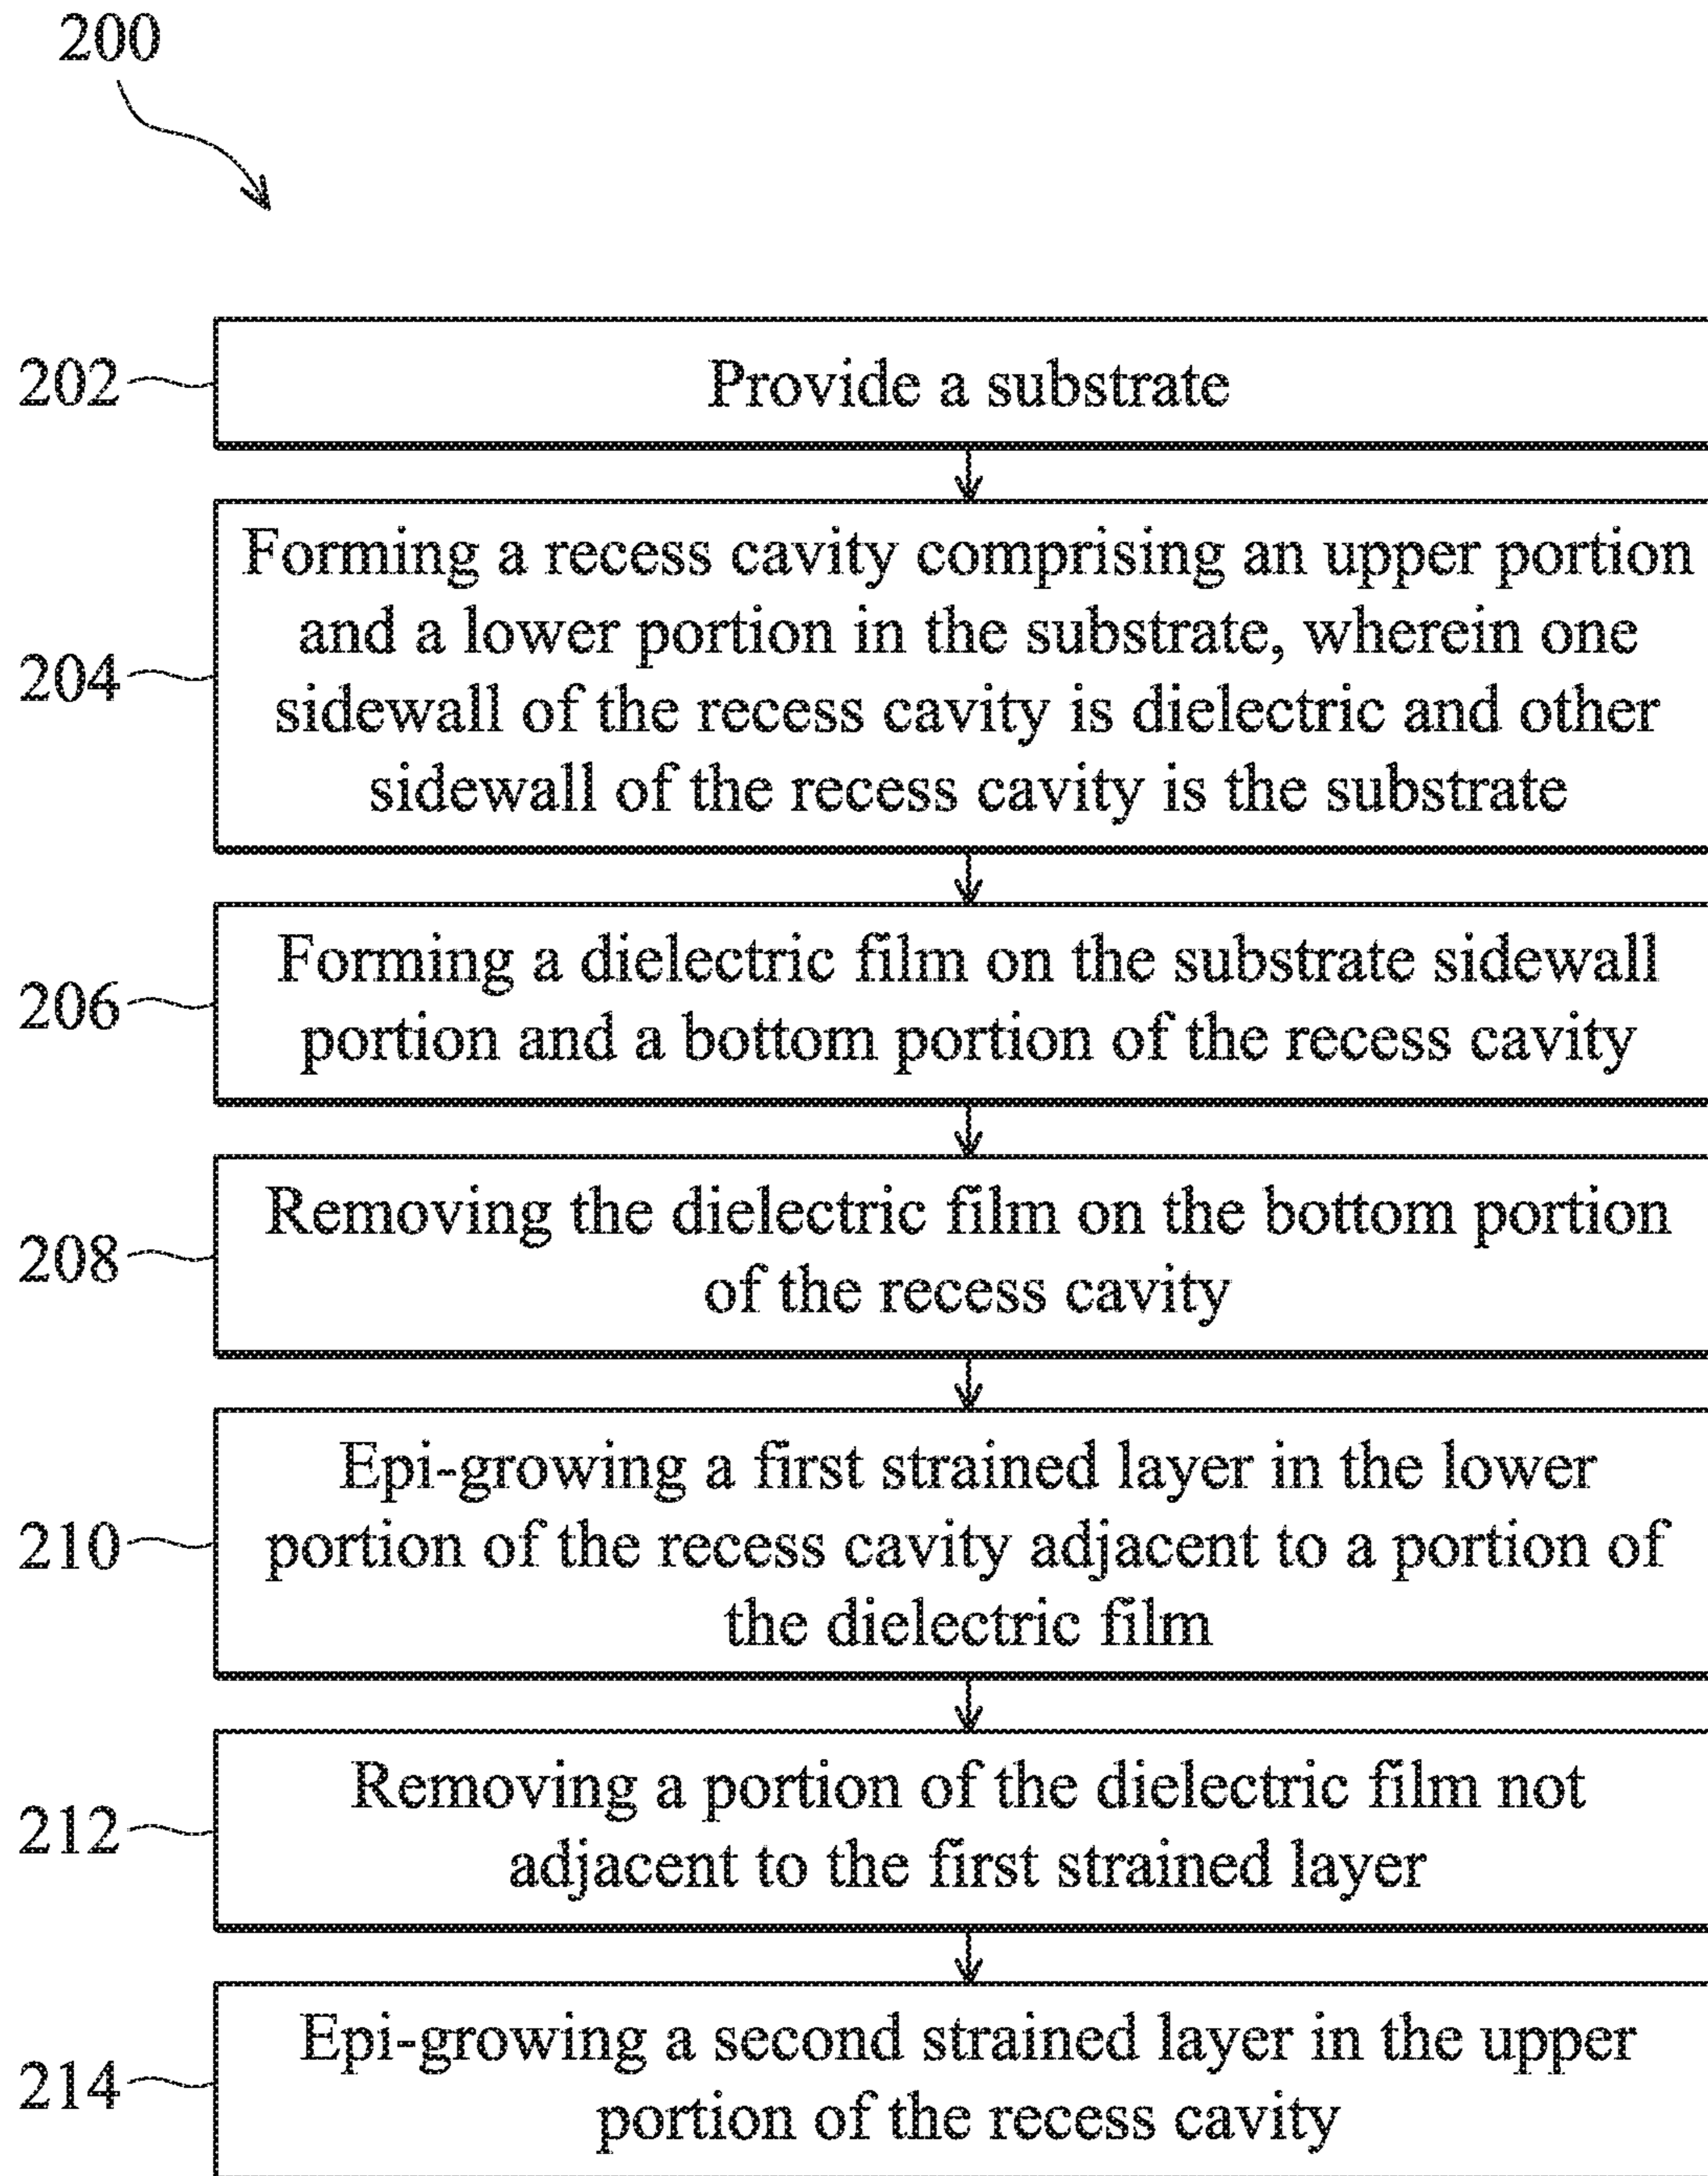 200
202
Provide a substrate
204
Forming a recess cavity comprising an upper portion
and a lower portion in the substrate, wherein one
sidewall of the recess cavity is dielectric and other
sidewall of the recess cavity is the substrate
206
Forming a dielectric film on the substrate sidewall
portion and a bottom portion of the recess cavity
208
Removing the dielectric film on the bottom portion
of the recess cavity
210
Epi-growing a first strained layer in the lower
portion of the recess cavity adjacent to a portion of
the dielectric film
212
Removing a portion of the dielectric film not
adjacent to the first strained layer
214
Epi-growing a second strained layer in the upper
portion of the recess cavity